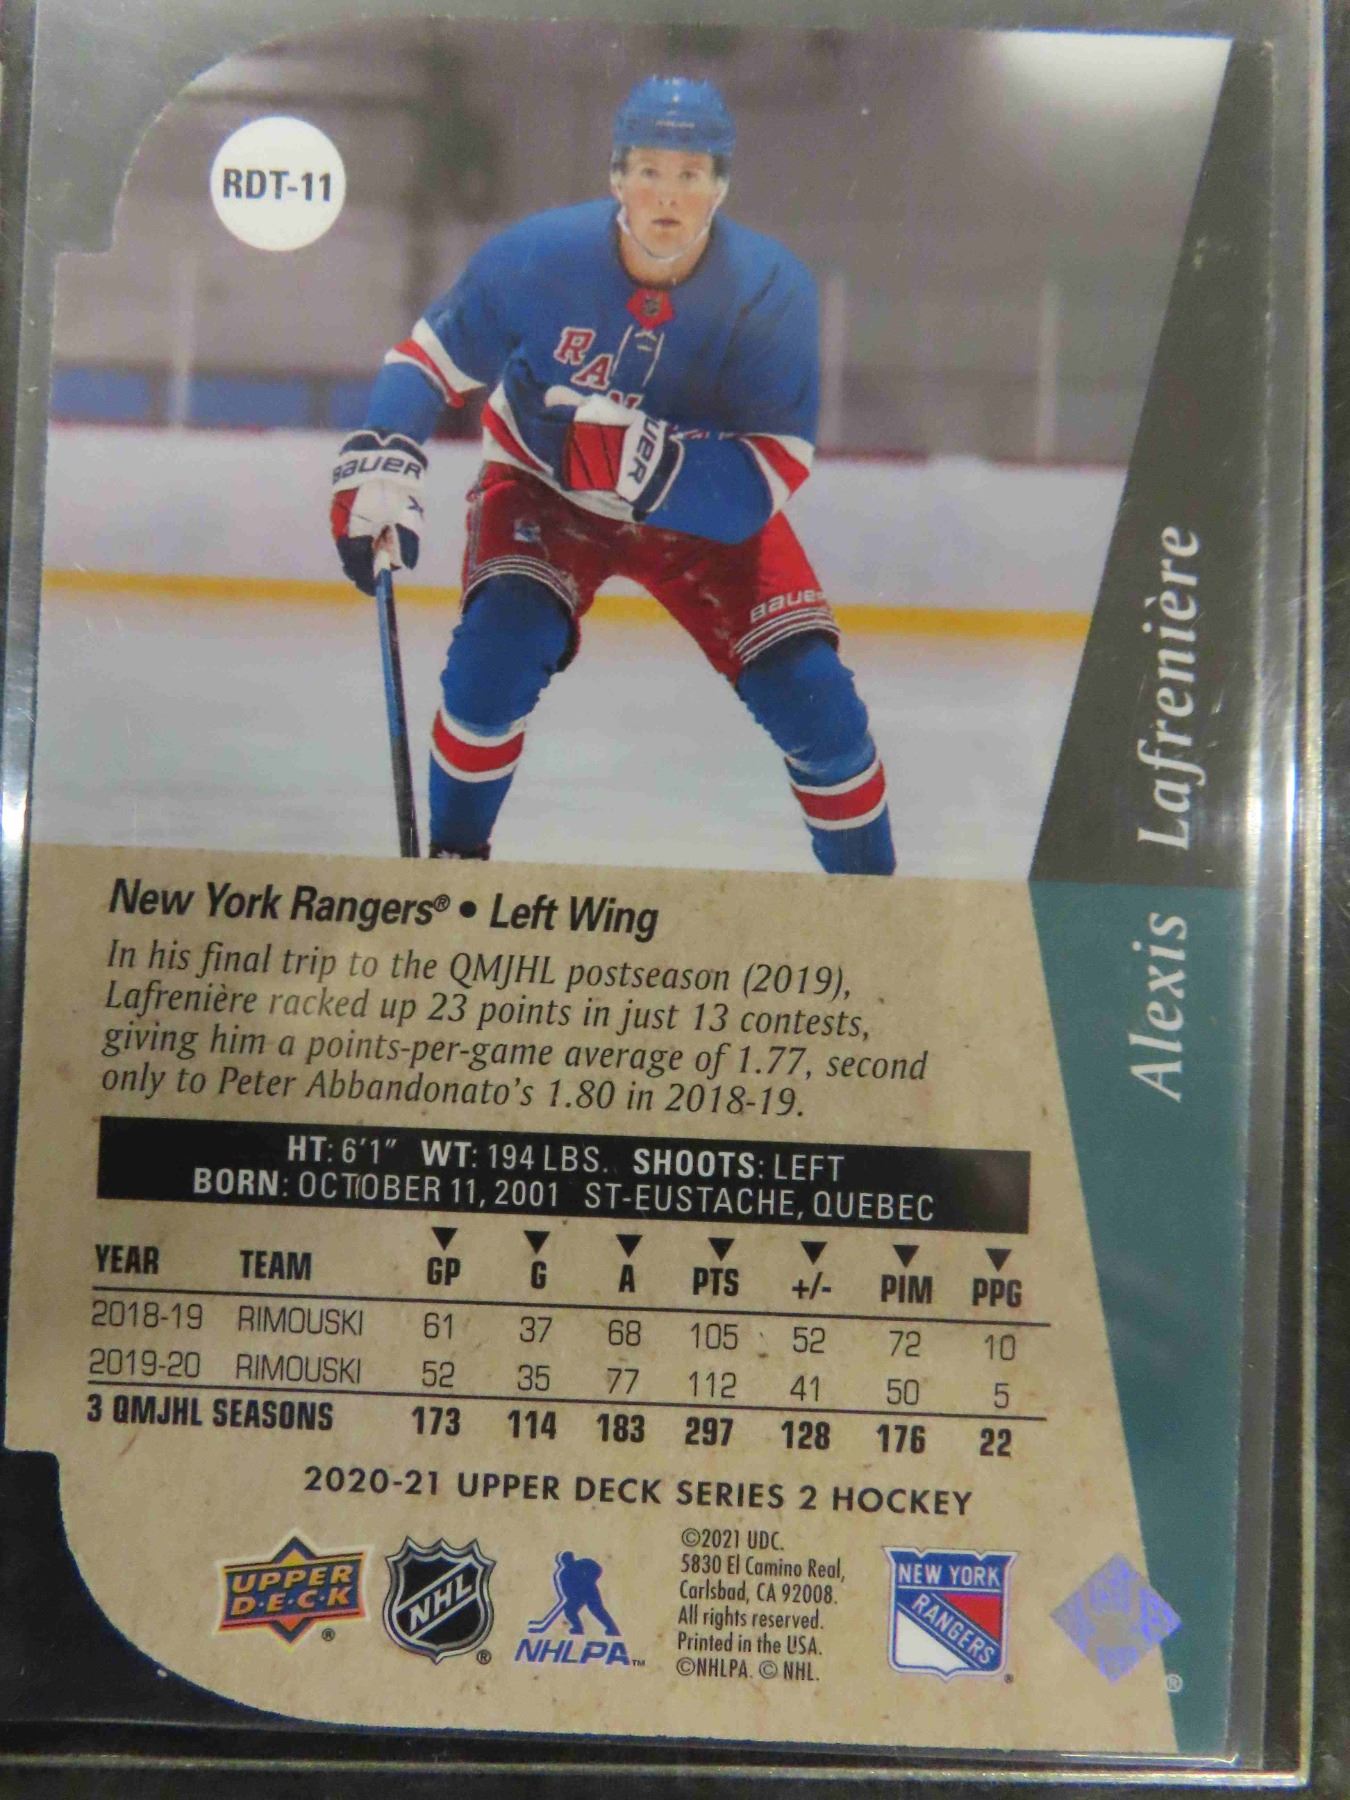 RDT-11
RAN
BAUER
BAUER
BAUER
Alexis Lafrenière
New York Rangers® • Left Wing
In his final trip to the QMJHL postseason (2019),
Lafrenière racked up 23 points in just 13 contests,
giving him a points-per-game average of 1.77, second
only to Peter Abbandonato's 1.80 in 2018-19.
HT: 6'1" WT: 194 LBS. SHOOTS: LEFT
BORN: OCTOBER 11, 2001 ST-EUSTACHE, QUEBEC
YEAR TEAM GP G A PTS +/- PIM PPG
2018-19 RIMOUSKI 61 37 68 105 52 72 10
2019-20 RIMOUSKI 52 35 77 112 41 50 5
3 QMJHL SEASONS 173 114 183 297 128 176 22
2020-21 UPPER DECK SERIES 2 HOCKEY
UPPER
D·E·C·K
®
NHL
®
NHLPA™
©2021 UDC.
5830 El Camino Real,
Carlsbad, CA 92008.
All rights reserved.
Printed in the USA.
©NHLPA. © NHL.
NEW YORK
RANGERS
®
®